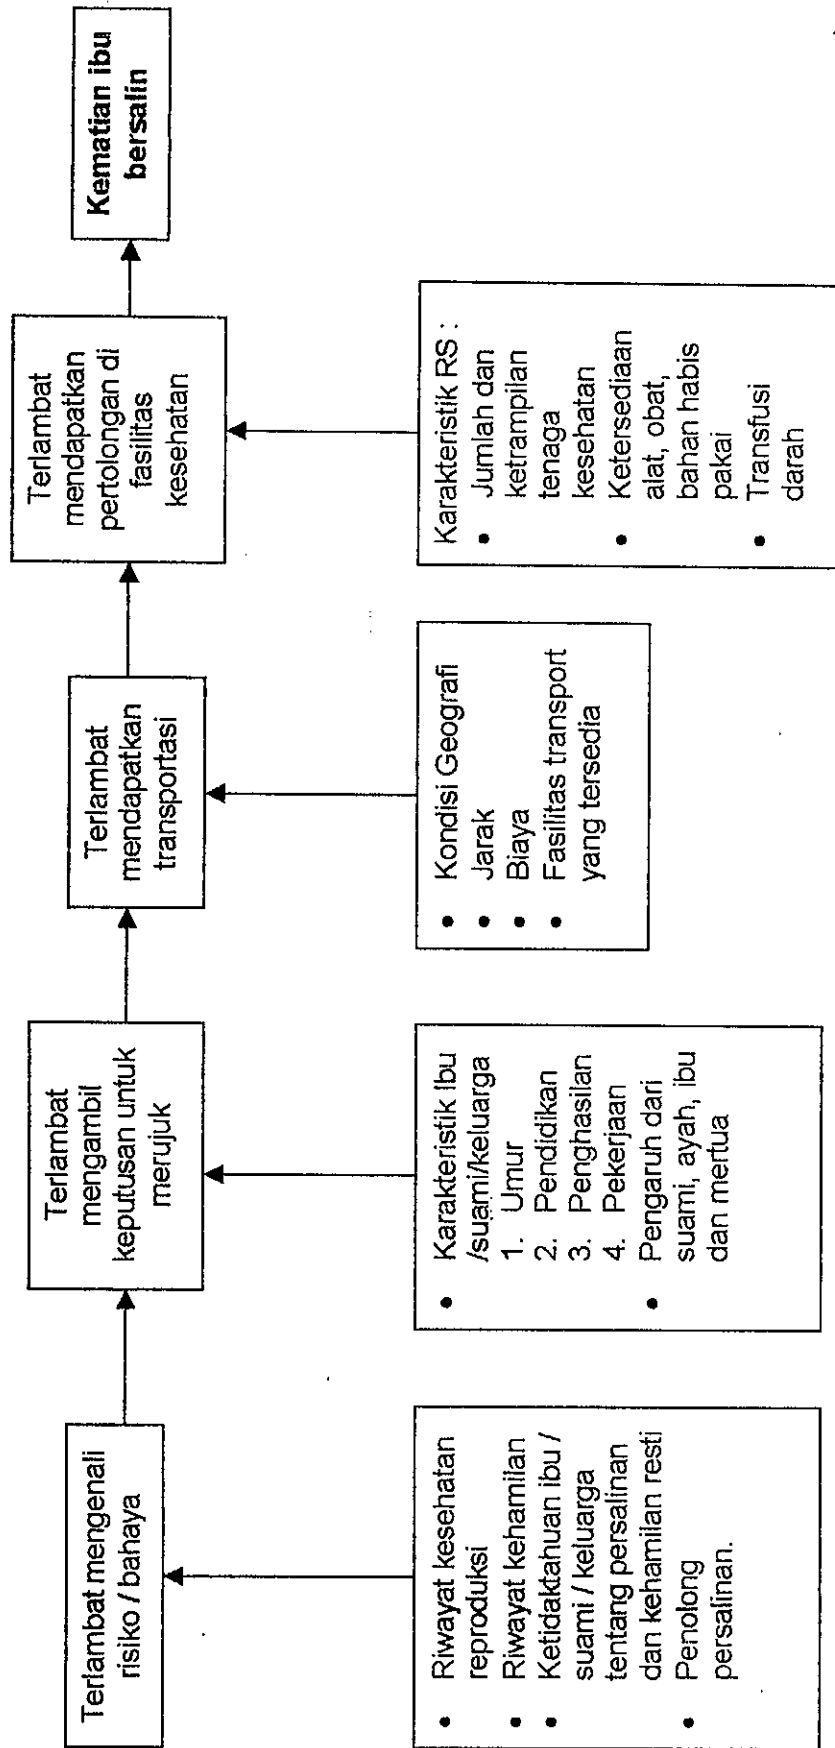 Terlambat mengenali
risiko / bahaya
Terlambat
mengambil
keputusan untuk
merujuk
Terlambat
mendapatkan
transportasi
Terlambat
mendapatkan
pertolongan di
fasilitas
kesehatan
Kematian ibu
bersalin
• Riwayat kesehatan
reproduksi
• Riwayat kehamilan
• Ketidaktahuan ibu /
suami / keluarga
tentang persalinan
dan kehamilan resti
• Penolong
persalinan.
• Karakteristik Ibu
/suami/keluarga
1. Umur
2. Pendidikan
3. Penghasilan
4. Pekerjaan
• Pengaruh dari
suami, ayah, ibu
dan mertua
• Kondisi Geografi
• Jarak
• Biaya
• Fasilitas transport
yang tersedia
Karakteristik RS :
• Jumlah dan
ketrampilan
tenaga
kesehatan
• Ketersediaan
alat, obat,
bahan habis
pakai
• Transfusi
darah